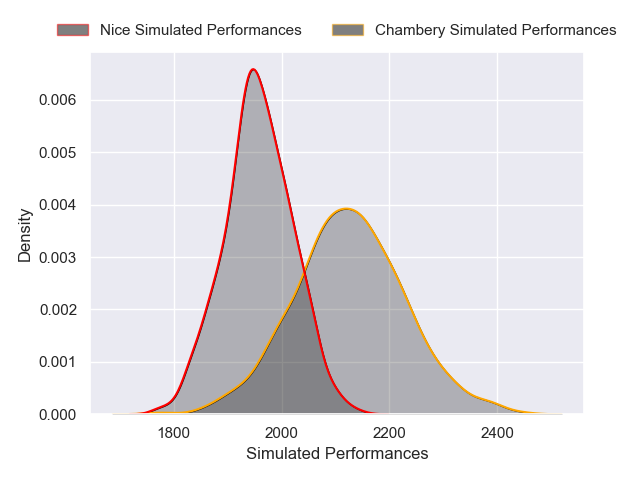 Nice Simulated Performances Chambery Simulated Performances
0.006
0.005
0.004
0.003
0.002
0.001
0.000
Density
1800 2000 2200 2400
Simulated Performances